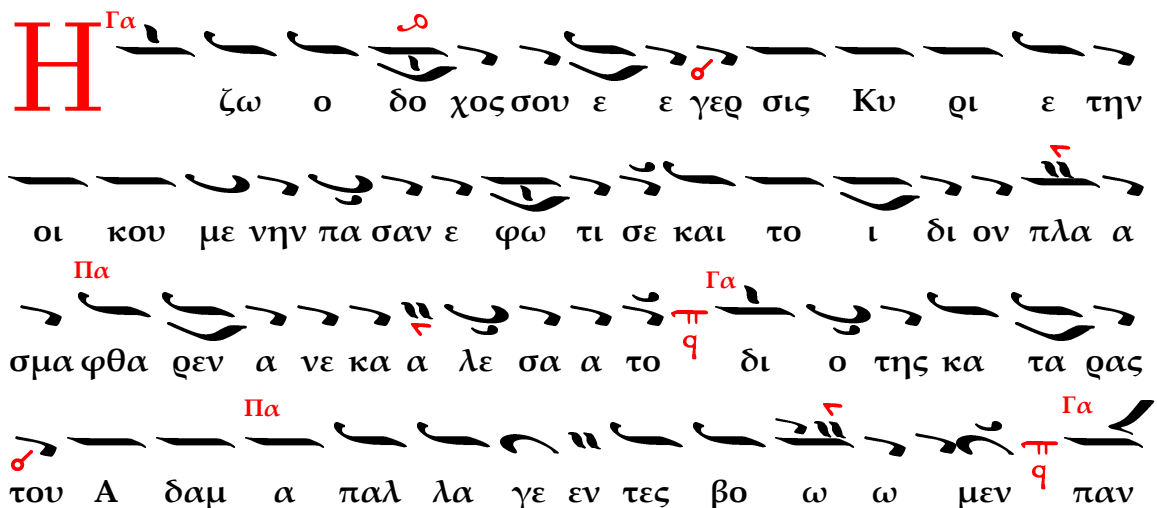 Η Γα ζω ο δο χος σου ε ε γερ σις Κυ ρι ε την
οι κου με νην πα σαν ε φω τι σε και το ι δι ον πλα α
Πα Γα
σμα φθα ρεν α νε κα α λε σα α το δι ο της κα τα ρας
Πα Γα
του Α δαμ α παλ λα γε εν τες βο ω ω μεν παν